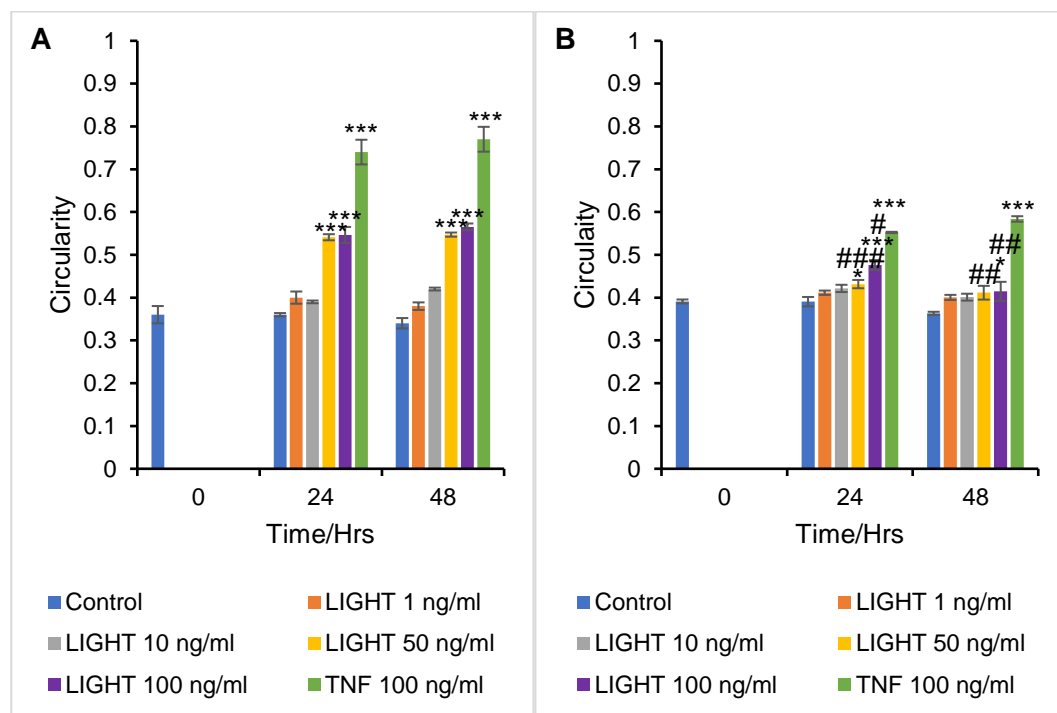 A
1
0.9
0.8
0.7
0.6
0.5
0.4
0.3
0.2
0.1
0
Circularity
*** *** ***
*** *** ***
0 24 48
Time/Hrs
Control LIGHT 1 ng/ml
LIGHT 10 ng/ml LIGHT 50 ng/ml
LIGHT 100 ng/ml TNF 100 ng/ml
B
1
0.9
0.8
0.7
0.6
0.5
0.4
0.3
0.2
0.1
0
Circulaity
***
#
***
###
*
***
##
*
##
0 24 48
Time/Hrs
Control LIGHT 1 ng/ml
LIGHT 10 ng/ml LIGHT 50 ng/ml
LIGHT 100 ng/ml TNF 100 ng/ml